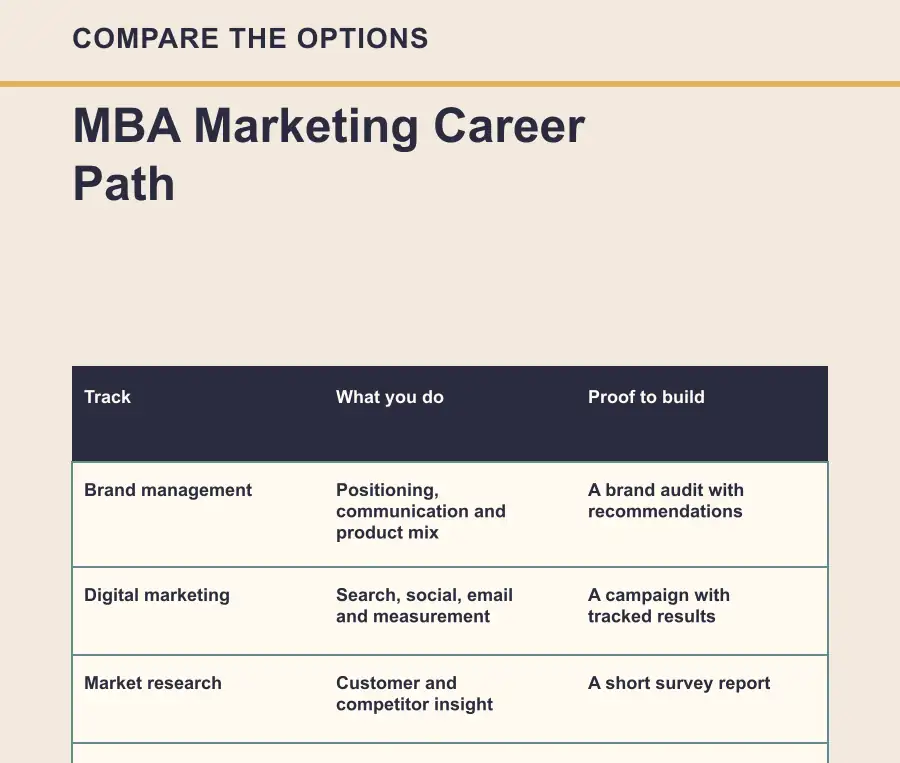 COMPARE THE OPTIONS
MBA Marketing Career
Path
Track
What you do
Proof to build
Brand management
Positioning,
communication and
product mix
A brand audit with
recommendations
Digital marketing
Search, social, email
and measurement
A campaign with
tracked results
Market research
Customer and
competitor insight
A short survey report